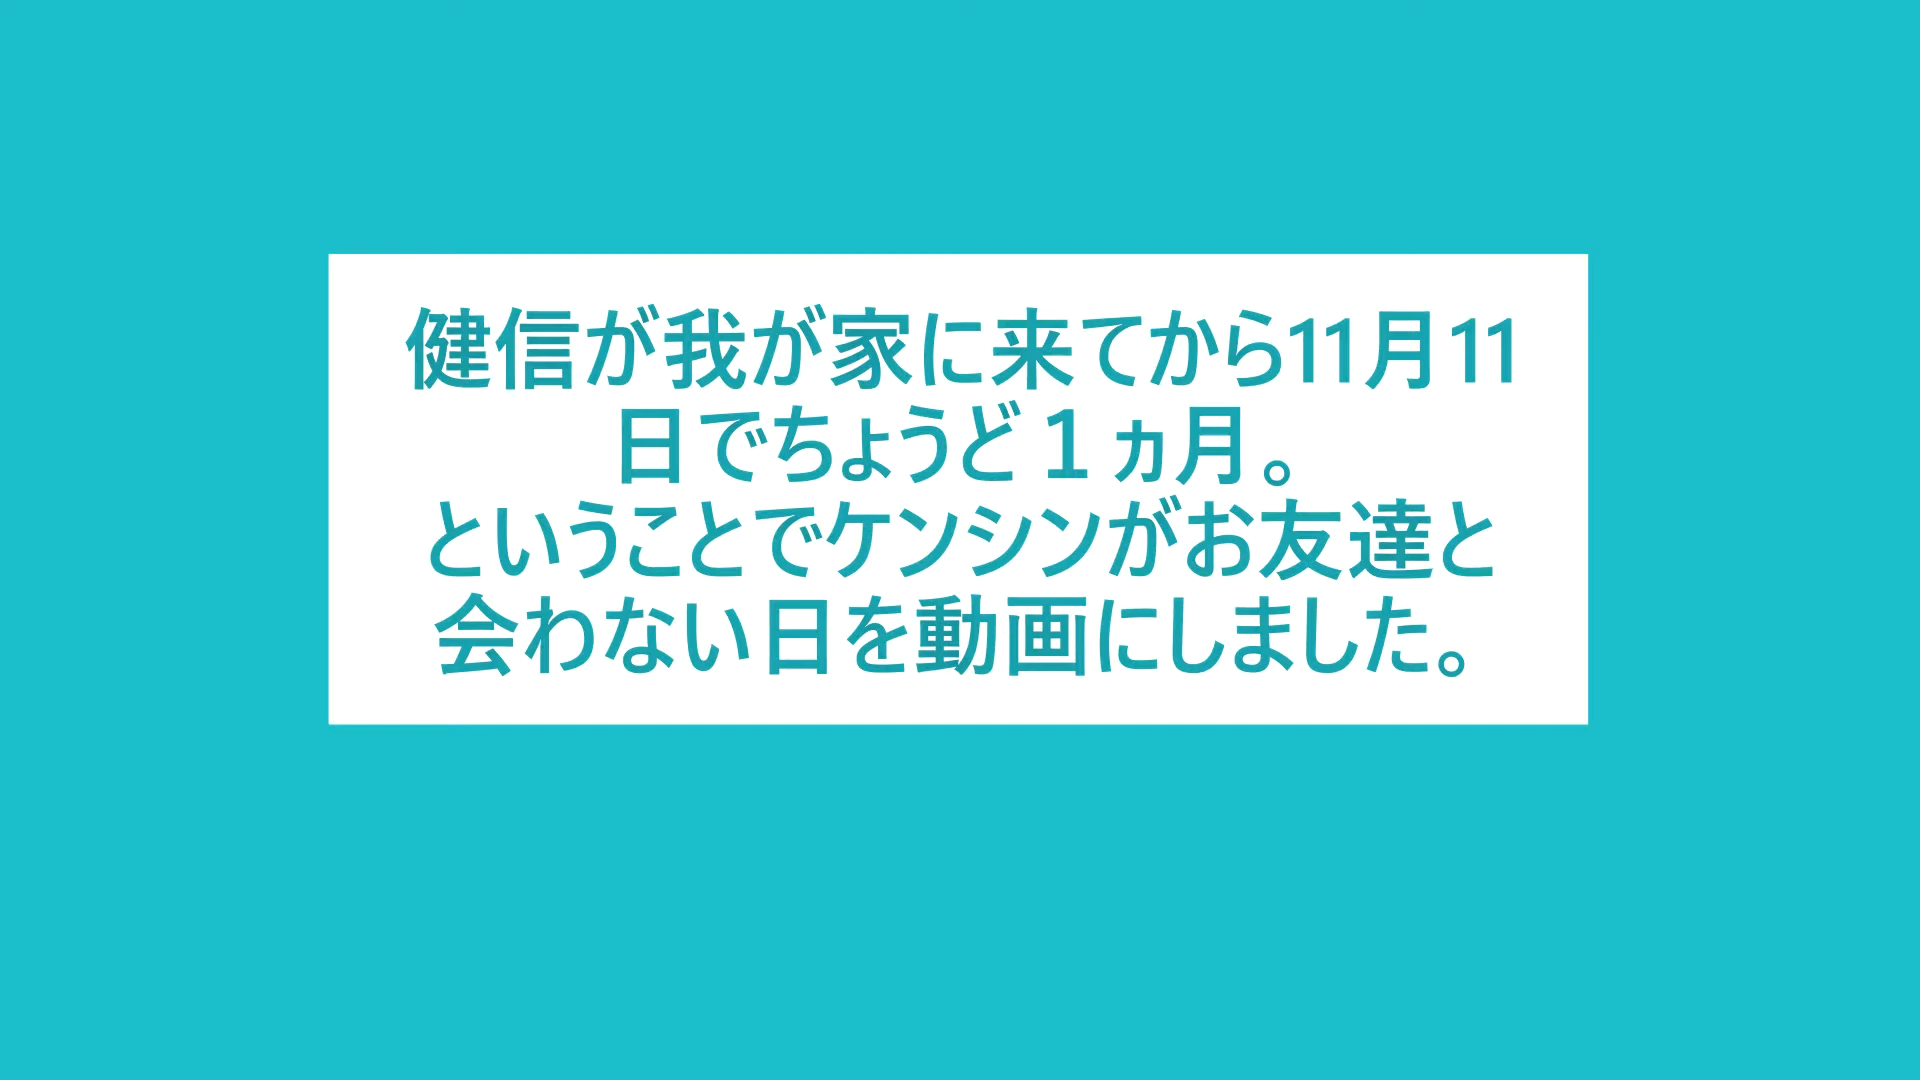 健信が我が家に来てから11月11
日でちょうど１ヵ月。
ということでケンシンがお友達と
会わない日を動画にしました。